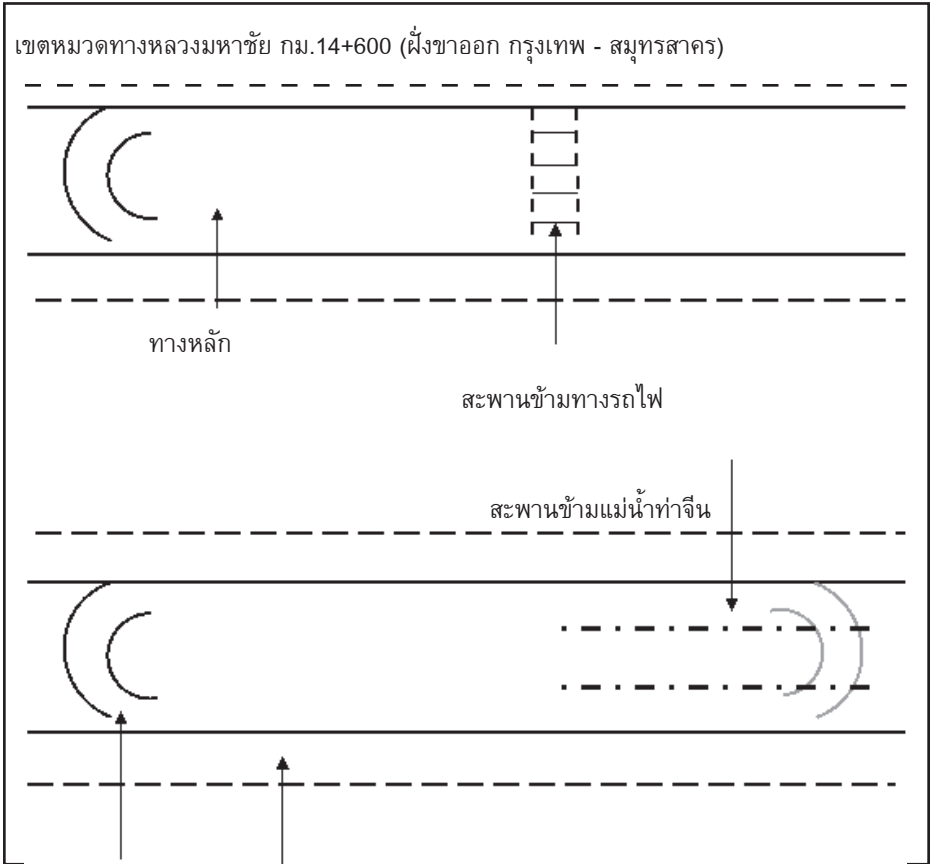 เขตหมวดทางหลวงมหาชัย กม.14+600 (ฝั่งขาออก กรุงเทพ - สมุทรสาคร)
ทางหลัก
สะพานข้ามทางรถไฟ
สะพานข้ามแม่น้ำท่าจีน